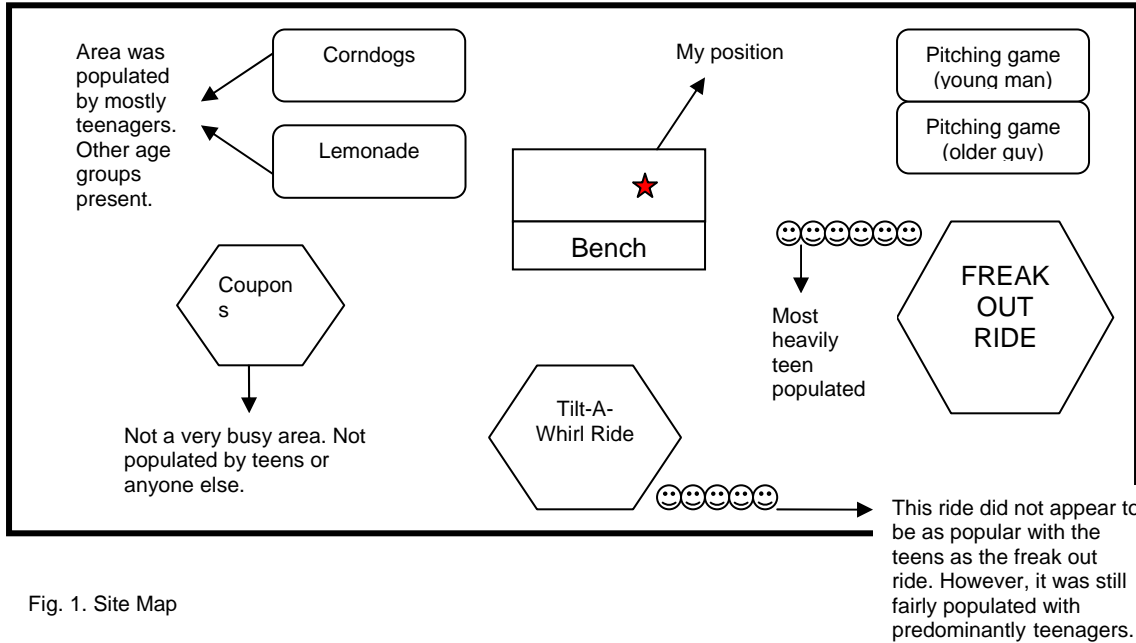 Area was
populated
by mostly
teenagers.
Other age
groups
present.
Corndogs
Lemonade
My position
Pitching game
(young man)
Pitching game
(older guy)
Bench
Coupon
s
Not a very busy area. Not
populated by teens or
anyone else.
Most
heavily
teen
populated
FREAK
OUT
RIDE
Tilt-A-
Whirl Ride
This ride did not appear to
be as popular with the
teens as the freak out
ride. However, it was still
fairly populated with
predominantly teenagers.
Fig. 1. Site Map